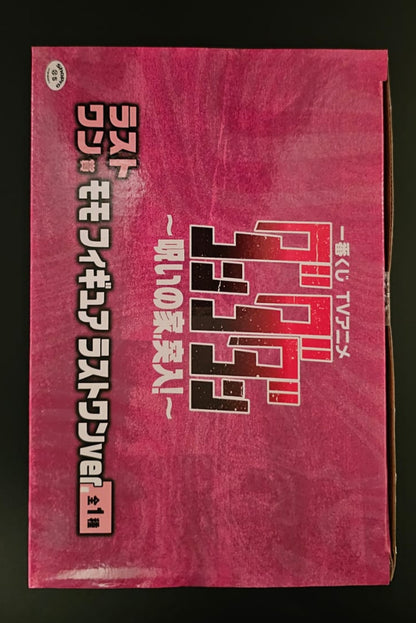 一番くじ TVアニメ
ダンダダン
～呪いの家、突入！～
ラストワン賞 モモ フィギュア ラストワンver. 全1種